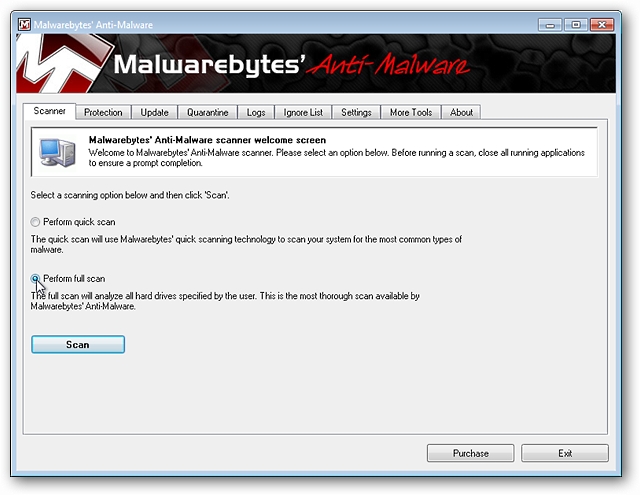 Malwarebytes' Anti-Malware
Malwarebytes' Anti-Malware
Scanner Protection Update Quarantine Logs Ignore List Settings More Tools About
Malwarebytes' Anti-Malware scanner welcome screen
Welcome to Malwarebytes' Anti-Malware scanner. Please select an option below. Before running a scan, close all running applications
to ensure a prompt completion.
Select a scanning option below and then click 'Scan'.
Perform quick scan
The quick scan will use Malwarebytes' quick scanning technology to scan your system for the most common types of
malware.
Perform full scan
The full scan will analyze all hard drives specified by the user. This is the most thorough scan available by
Malwarebytes' Anti-Malware.
Scan
Purchase Exit